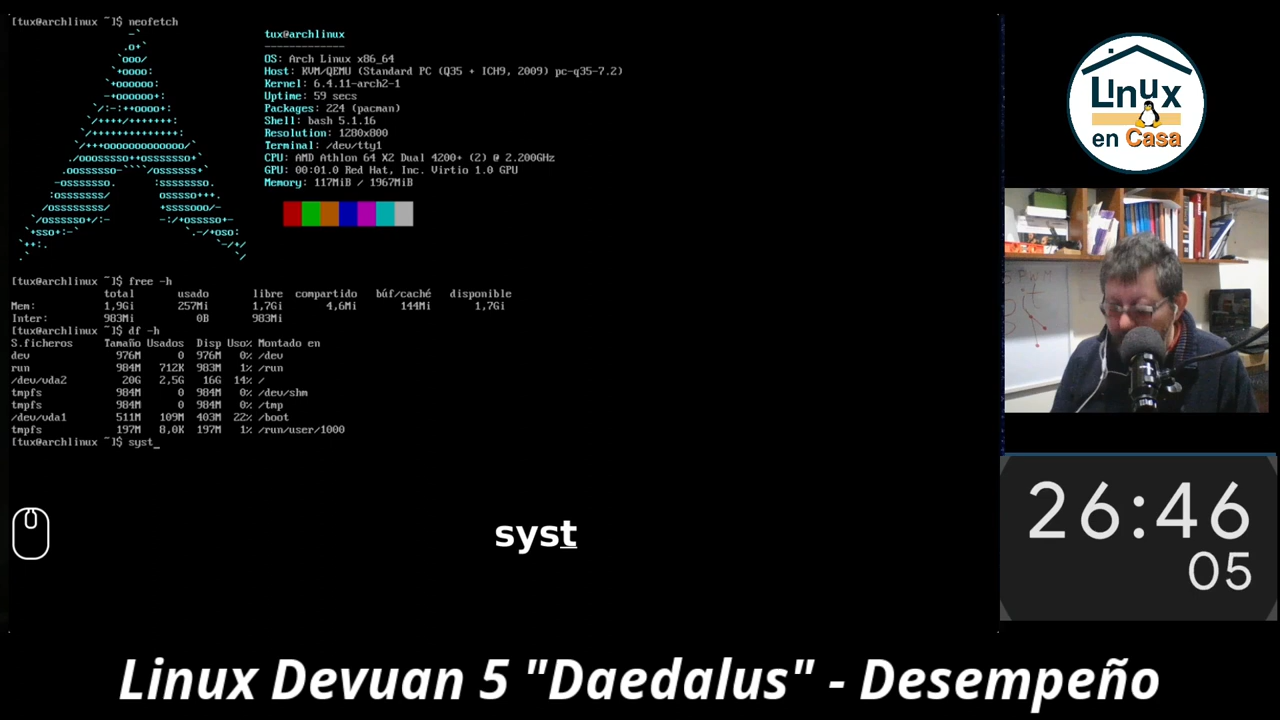 [tux@archlinux ~]$ neofetch
tux@archlinux
-------------
OS: Arch Linux x86_64
Host: KVM/QEMU (Standard PC (Q35 + ICH9, 2009) pc-q35-7.2)
Kernel: 6.4.11-arch2-1
Uptime: 59 secs
Packages: 224 (pacman)
Shell: bash 5.1.16
Resolution: 1280x800
Terminal: /dev/tty1
CPU: AMD Athlon 64 X2 Dual 4200+ (2) @ 2.200GHz
GPU: 00:01.0 Red Hat, Inc. Virtio 1.0 GPU
Memory: 117MiB / 1967MiB
[tux@archlinux ~]$ free -h
total usado libre compartido búf/caché disponible
Mem: 1,9Gi 257Mi 1,7Gi 4,6Mi 144Mi 1,7Gi
Inter: 983Mi 0B 983Mi
[tux@archlinux ~]$ df -h
S.ficheros Tamaño Usados Disp Uso% Montado en
dev 976M 0 976M 0% /dev
run 984M 712K 983M 1% /run
/dev/vda2 20G 2,5G 16G 14% /
tmpfs 984M 0 984M 0% /dev/shm
tmpfs 984M 0 984M 0% /tmp
/dev/vda1 511M 109M 403M 22% /boot
tmpfs 197M 8,0K 197M 1% /run/user/1000
[tux@archlinux ~]$ syst_
syst
Linux
en Casa
26:46
05
Linux Devuan 5 "Daedalus" - Desempeño